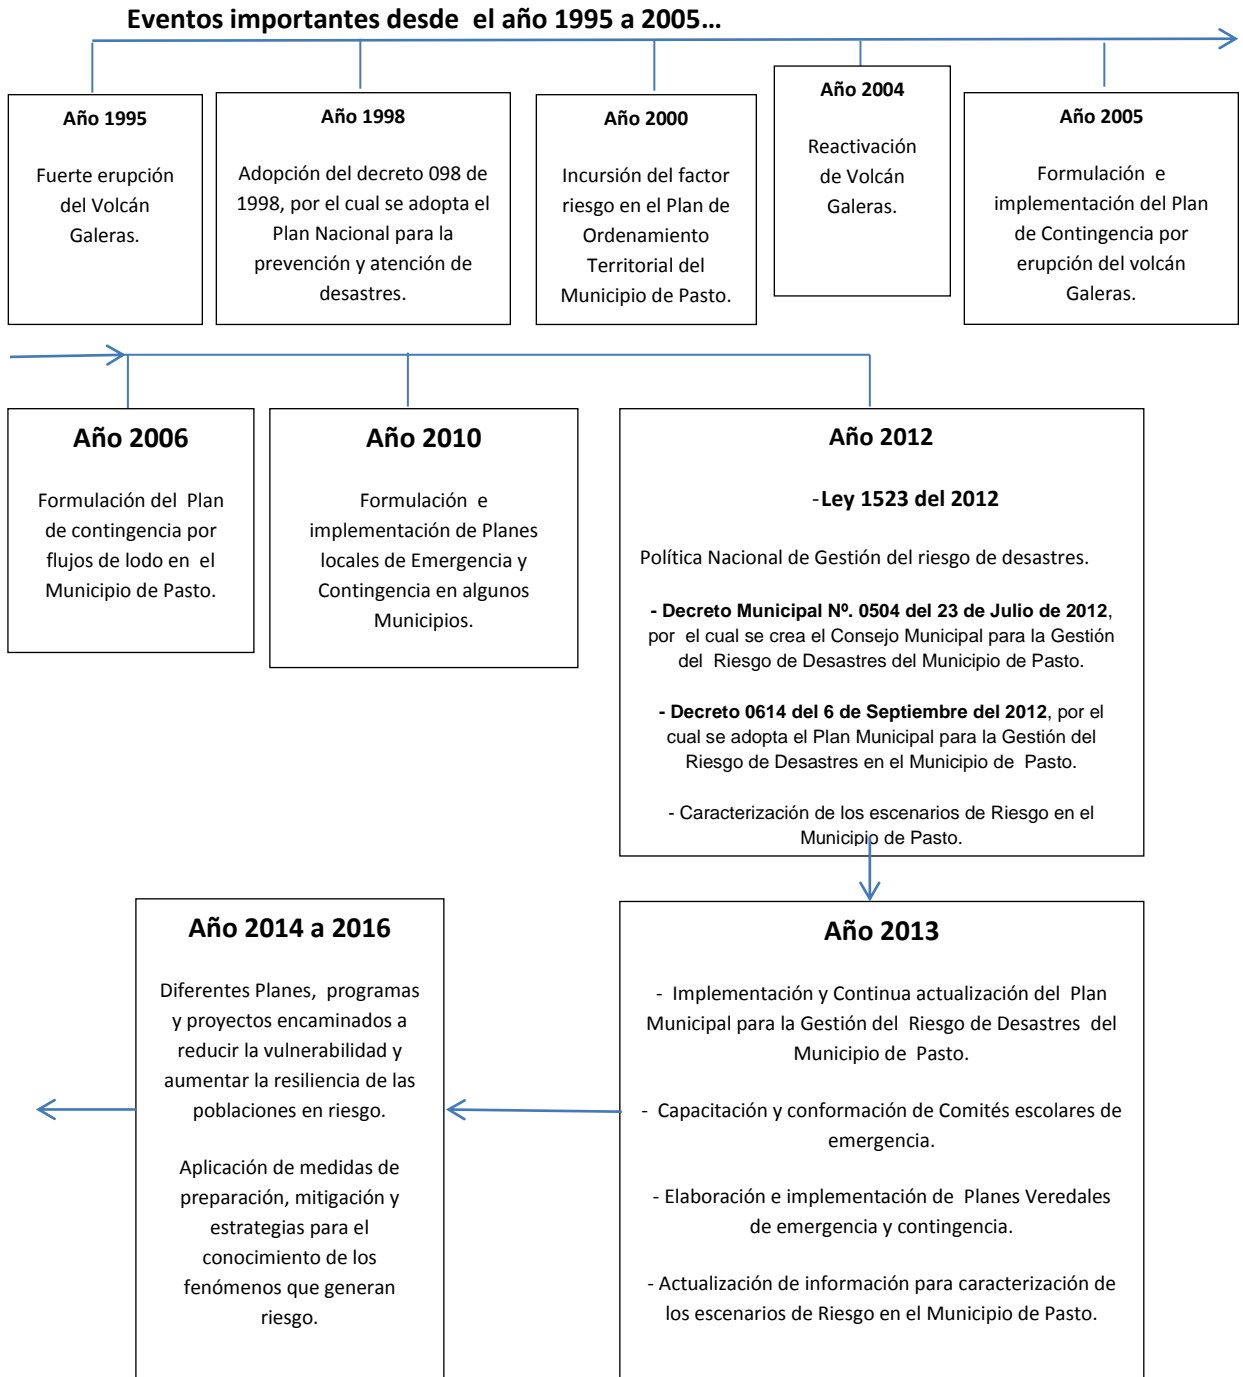 Eventos importantes desde el año 1995 a 2005…
Año 1995
Fuerte erupción
del Volcán
Galeras.
Año 1998
Adopción del decreto 098 de
1998, por el cual se adopta el
Plan Nacional para la
prevención y atención de
desastres.
Año 2000
Incursión del factor
riesgo en el Plan de
Ordenamiento
Territorial del
Municipio de Pasto.
Año 2004
Reactivación
de Volcán
Galeras.
Año 2005
Formulación e
implementación del Plan
de Contingencia por
erupción del volcán
Galeras.
Año 2006
Formulación del Plan
de contingencia por
flujos de lodo en el
Municipio de Pasto.
Año 2010
Formulación e
implementación de Planes
locales de Emergencia y
Contingencia en algunos
Municipios.
Año 2012
-Ley 1523 del 2012
Política Nacional de Gestión del riesgo de desastres.
- Decreto Municipal Nº. 0504 del 23 de Julio de 2012,
por el cual se crea el Consejo Municipal para la Gestión
del Riesgo de Desastres del Municipio de Pasto.
- Decreto 0614 del 6 de Septiembre del 2012, por el
cual se adopta el Plan Municipal para la Gestión del
Riesgo de Desastres en el Municipio de Pasto.
- Caracterización de los escenarios de Riesgo en el
Municipio de Pasto.
Año 2013
- Implementación y Continua actualización del Plan
Municipal para la Gestión del Riesgo de Desastres del
Municipio de Pasto.
- Capacitación y conformación de Comités escolares de
emergencia.
- Elaboración e implementación de Planes Veredales
de emergencia y contingencia.
- Actualización de información para caracterización de
los escenarios de Riesgo en el Municipio de Pasto.
Año 2014 a 2016
Diferentes Planes, programas
y proyectos encaminados a
reducir la vulnerabilidad y
aumentar la resiliencia de las
poblaciones en riesgo.
Aplicación de medidas de
preparación, mitigación y
estrategias para el
conocimiento de los
fenómenos que generan
riesgo.